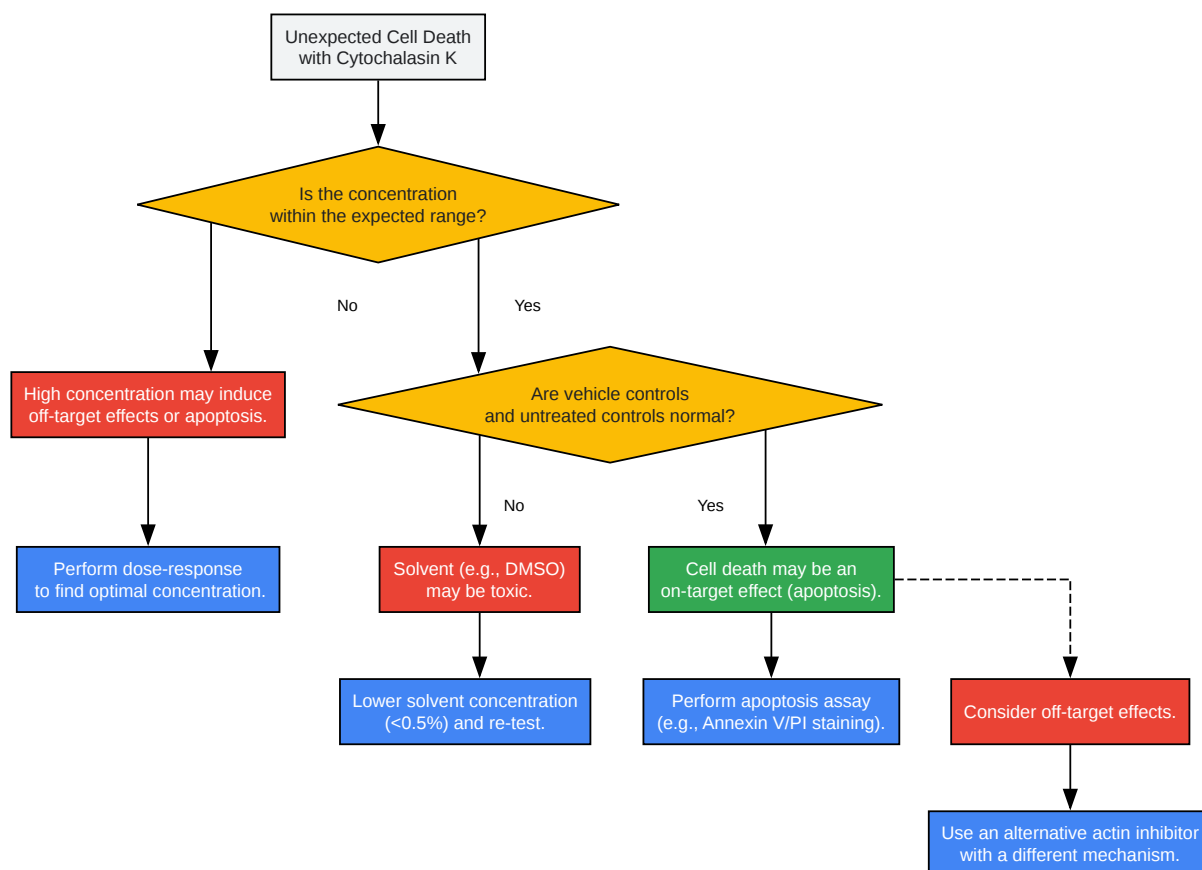 Unexpected Cell Death
with Cytochalasin K
Is the concentration
within the expected range?
No
Yes
High concentration may induce
off-target effects or apoptosis.
Are vehicle controls
and untreated controls normal?
No
Yes
Perform dose-response
to find optimal concentration.
Solvent (e.g., DMSO)
may be toxic.
Cell death may be an
on-target effect (apoptosis).
Lower solvent concentration
(<0.5%) and re-test.
Perform apoptosis assay
(e.g., Annexin V/PI staining).
Consider off-target effects.
Use an alternative actin inhibitor
with a different mechanism.